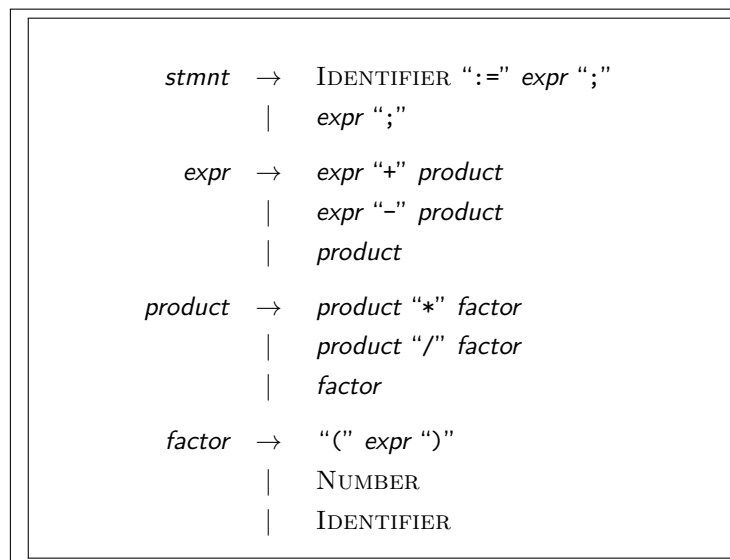 stmnt → IDENTIFIER “:=” expr “;”
| expr “;”
expr → expr “+” product
| expr “-” product
| product
product → product “*” factor
| product “/” factor
| factor
factor → “(” expr “)”
| NUMBER
| IDENTIFIER